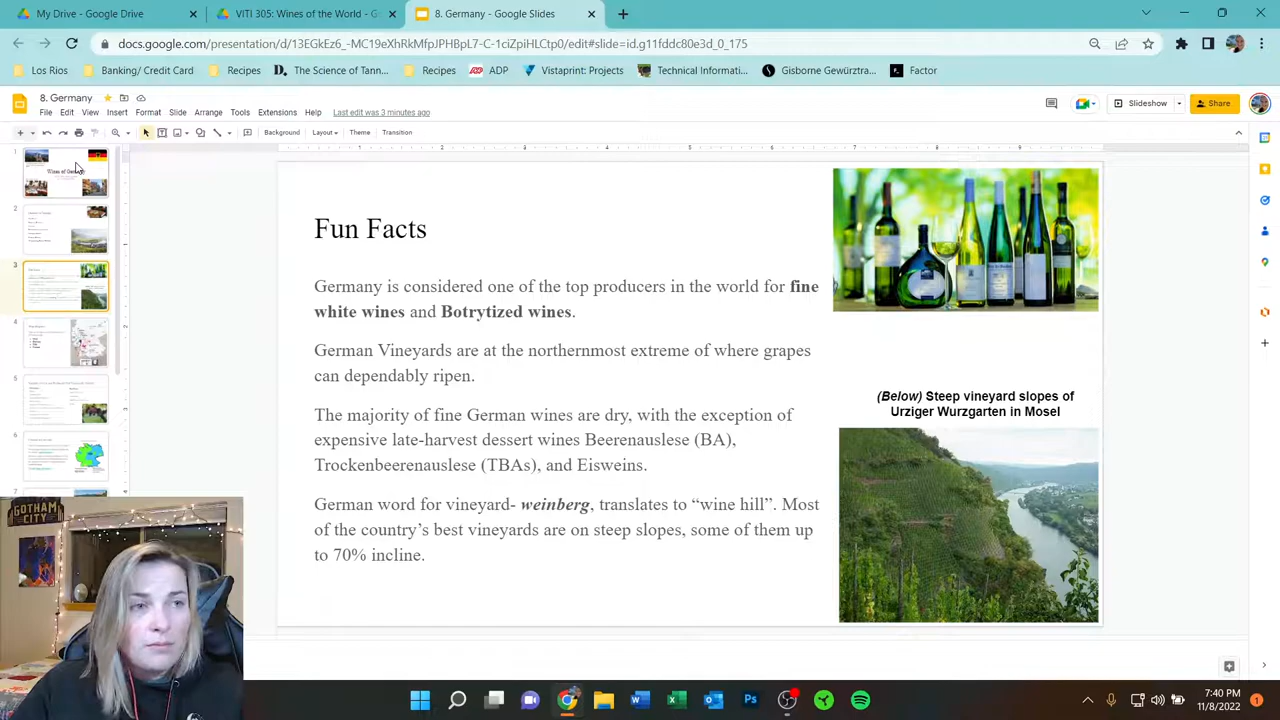 My Drive - Google Drive
VITI 305: Wines of the World
8. Germany - Google Slides
docs.google.com/presentation/d/13EGkEz6_-MC19eXhRkMfpJPHBpL7-C-1ciZpiHLCtp0/edit#slide=id.g11fddc80e3d_0_175
Los Rios
Banking/ Credit Card
Recipes
The Science of Tann...
Recipes
ADP
Vistaprint: Projects
Technical Informati...
Gisborne Gewürztra...
Factor
8. Germany
File Edit View Insert Format Slide Arrange Tools Extensions Help Last edit was 3 minutes ago
Slideshow
Share
Background Layout Theme Transition
1
2
3
4
5
6
7
Fun Facts
Germany is considered one of the top producers in the world for fine
white wines and Botrytized wines.
German Vineyards are at the northernmost extreme of where grapes
can dependably ripen
The majority of fine German wines are dry, with the exception of
expensive late-harvest dessert wines Beerenauslese (BA)
Trockenbeerenauslese TBA and Eisweins
German word for vineyard- weinberg, translates to “wine hill”. Most
of the country’s best vineyards are on steep slopes, some of them up
to 70% incline.
(Below) Steep vineyard slopes of
Urziger Wurzgarten in Mosel
GOTHAM
CITY
7:40 PM
11/8/2022